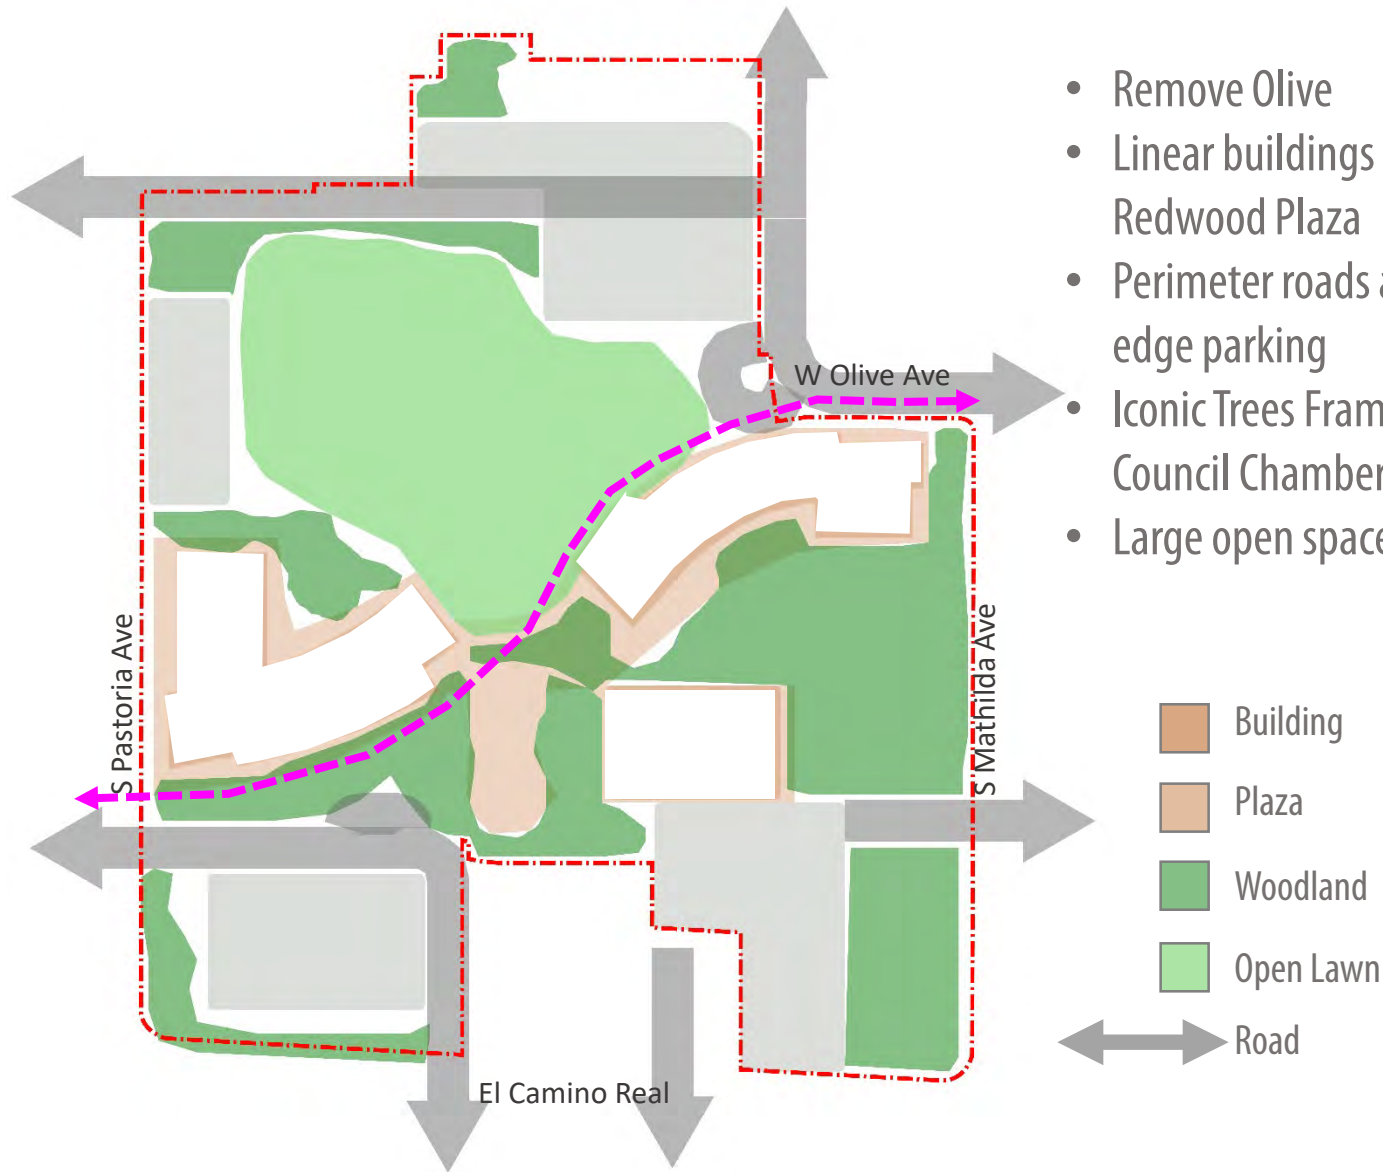 • Remove Olive
• Linear buildings
Redwood Plaza
• Perimeter roads
edge parking
• Iconic Trees Fram
Council Chamber
• Large open space
W Olive Ave
S Pastoria Ave
S Mathilda Ave
El Camino Real
Building
Plaza
Woodland
Open Lawn
Road